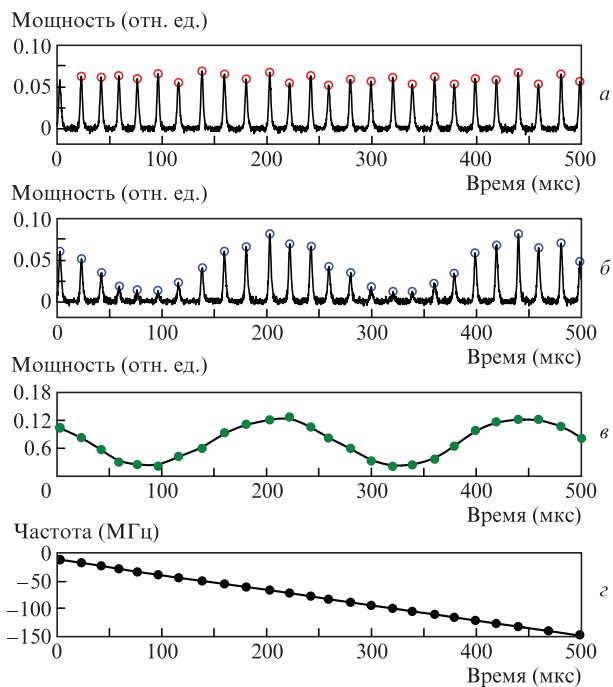 Мощность (отн. ед.)
0.10
0.05
0
0 100 200 300 400 500
Время (мкс)
а
Мощность (отн. ед.)
0.10
0.05
0
0 100 200 300 400 500
Время (мкс)
б
Мощность (отн. ед.)
0.18
0.12
0.6
0 100 200 300 400 500
Время (мкс)
в
Частота (МГц)
0
–50
–100
–150
0 100 200 300 400 500
Время (мкс)
г